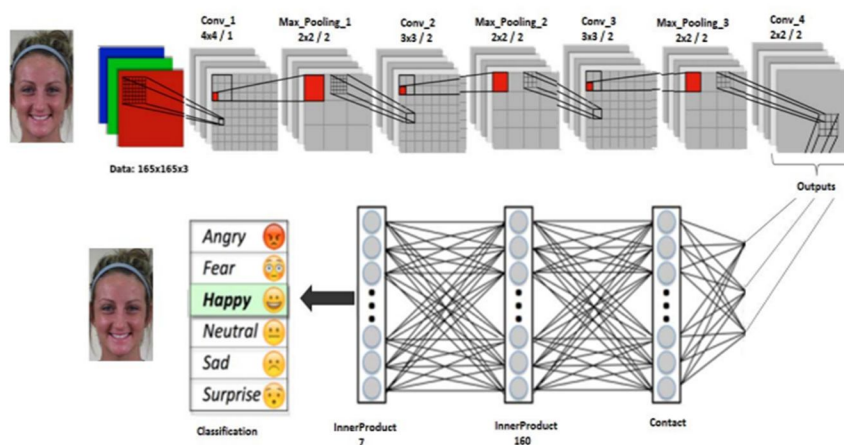 Conv_1
4x4 / 1
Max_Pooling_1
2x2 / 2
Conv_2
3x3 / 2
Max_Pooling_2
2x2 / 2
Conv_3
3x3 / 2
Max_Pooling_3
2x2 / 2
Conv_4
2x2 / 2
Data: 165x165x3
Outputs
Angry
Fear
Happy
Neutral
Sad
Surprise
Classification
InnerProduct
7
InnerProduct
160
Contact